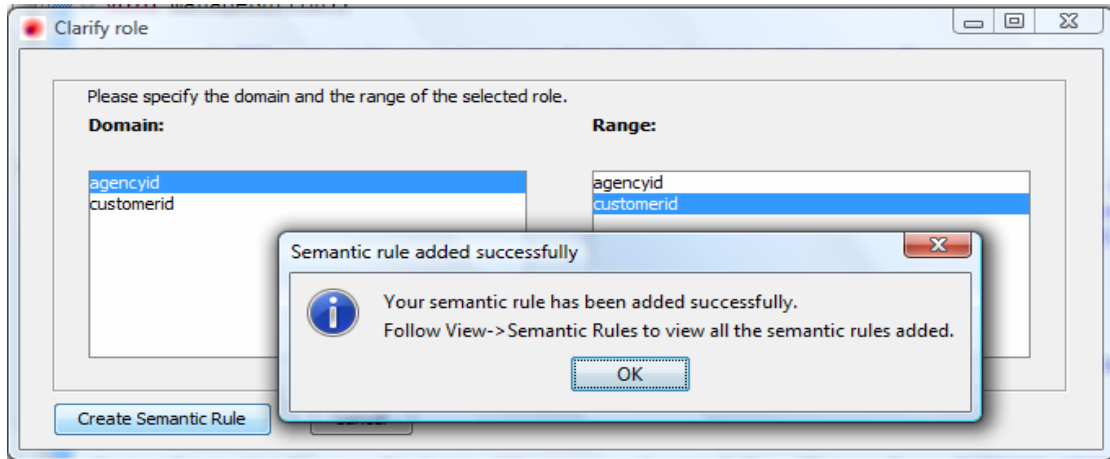 Clarify role
Please specify the domain and the range of the selected role.
Domain:
Range:
agencyid
customerid
agencyid
customerid
Semantic rule added successfully
Your semantic rule has been added successfully.
Follow View->Semantic Rules to view all the semantic rules added.
OK
Create Semantic Rule